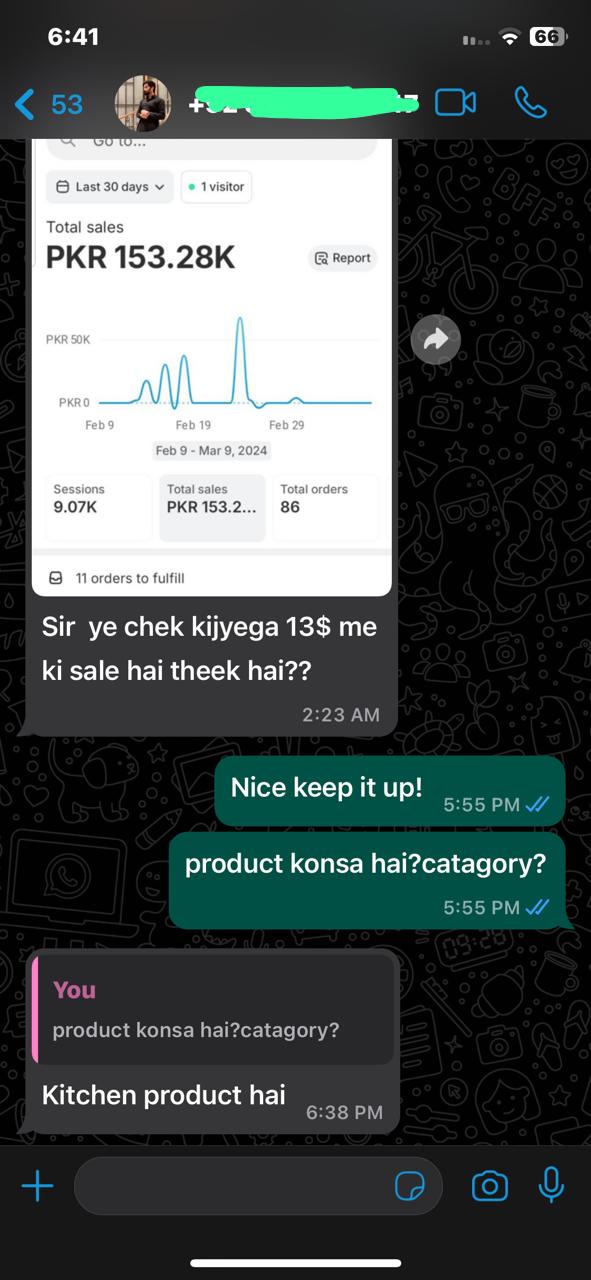 6:41
66
53
Go to...
Last 30 days
1 visitor
Total sales
PKR 153.28K
Report
PKR 50K
PKR 0
Feb 9
Feb 19
Feb 29
Feb 9 - Mar 9, 2024
Sessions
9.07K
Total sales
PKR 153.2...
Total orders
86
11 orders to fulfill
Sir ye chek kijyega 13$ me
ki sale hai theek hai??
2:23 AM
Nice keep it up!
5:55 PM
product konsa hai?catagory?
5:55 PM
You
product konsa hai?catagory?
Kitchen product hai
6:38 PM